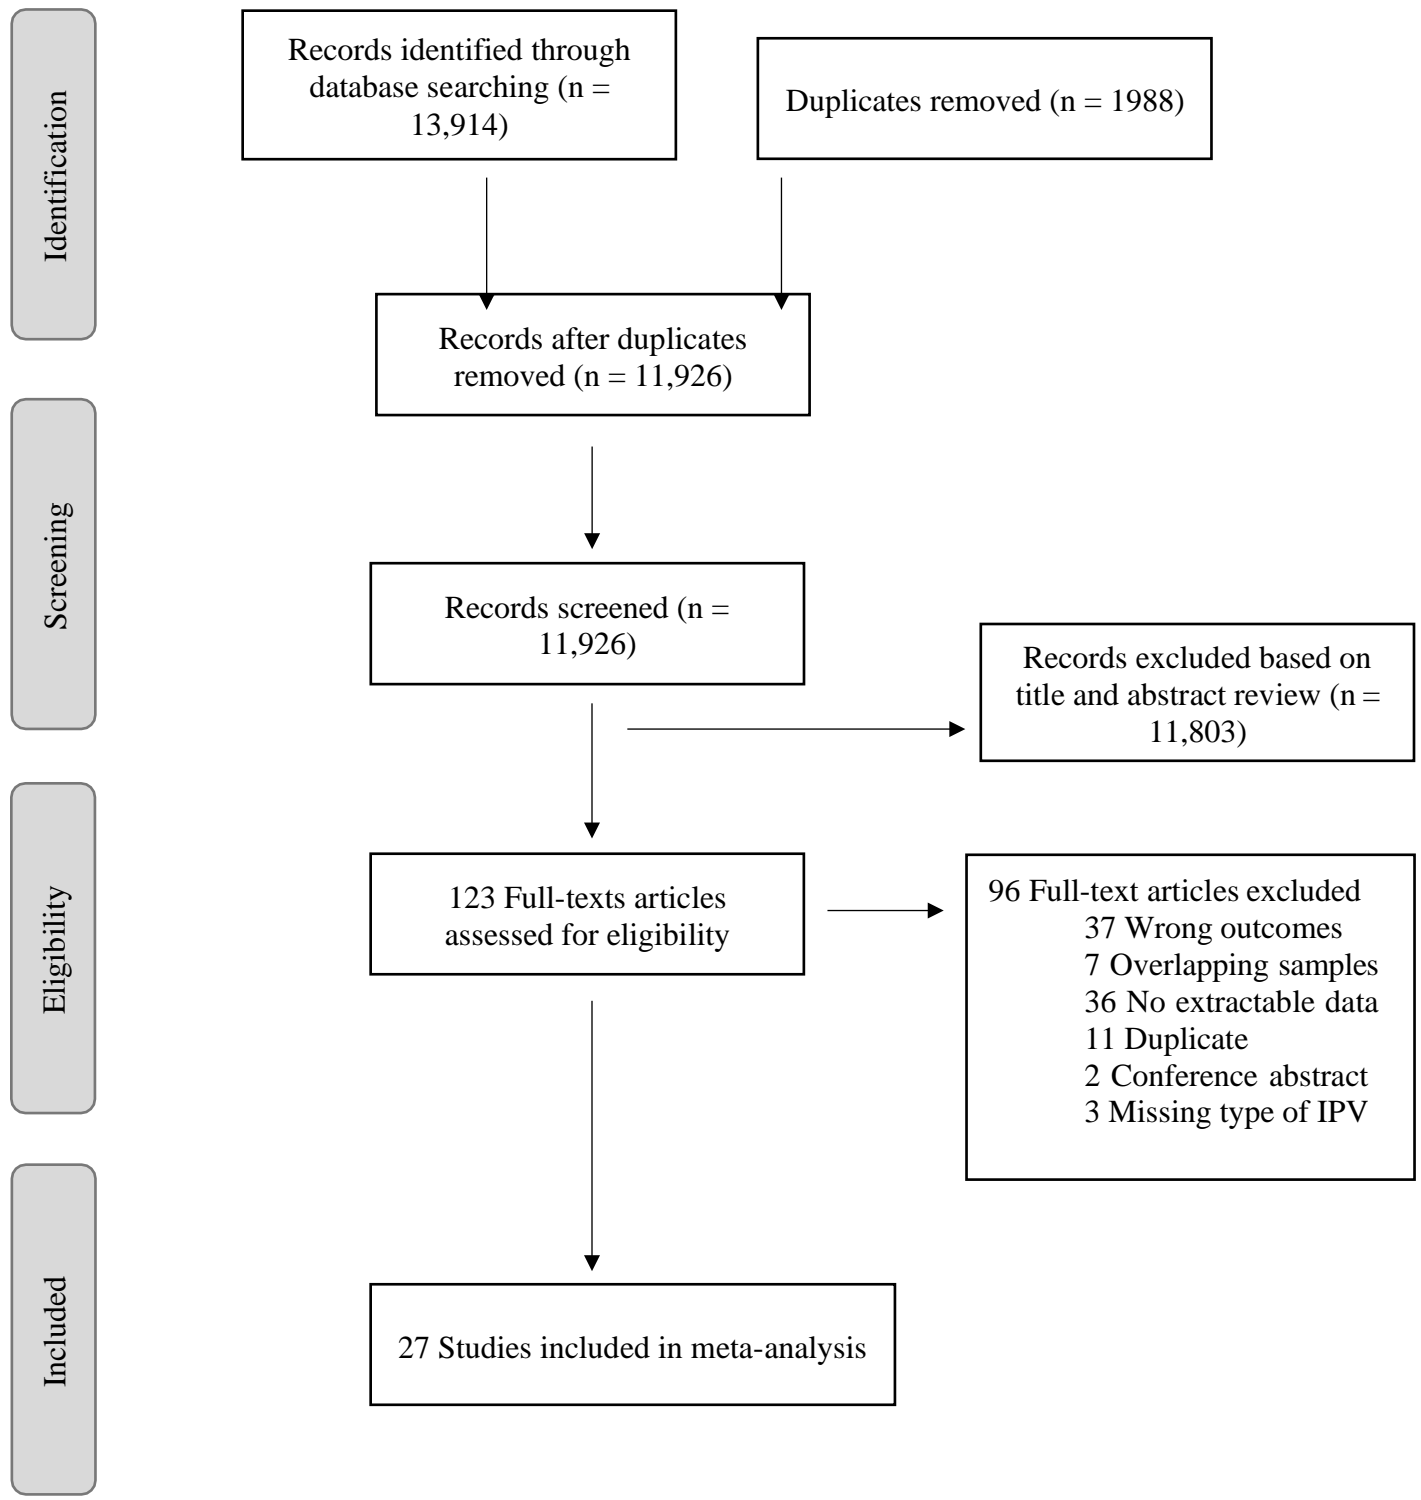 Identification
Records identified through
database searching (n =
13,914)
Duplicates removed (n = 1988)
Records after duplicates
removed (n = 11,926)
Screening
Records screened (n =
11,926)
Records excluded based on
title and abstract review (n =
11,803)
Eligibility
123 Full-texts articles
assessed for eligibility
96 Full-text articles excluded
37 Wrong outcomes
7 Overlapping samples
36 No extractable data
11 Duplicate
2 Conference abstract
3 Missing type of IPV
Included
27 Studies included in meta-analysis